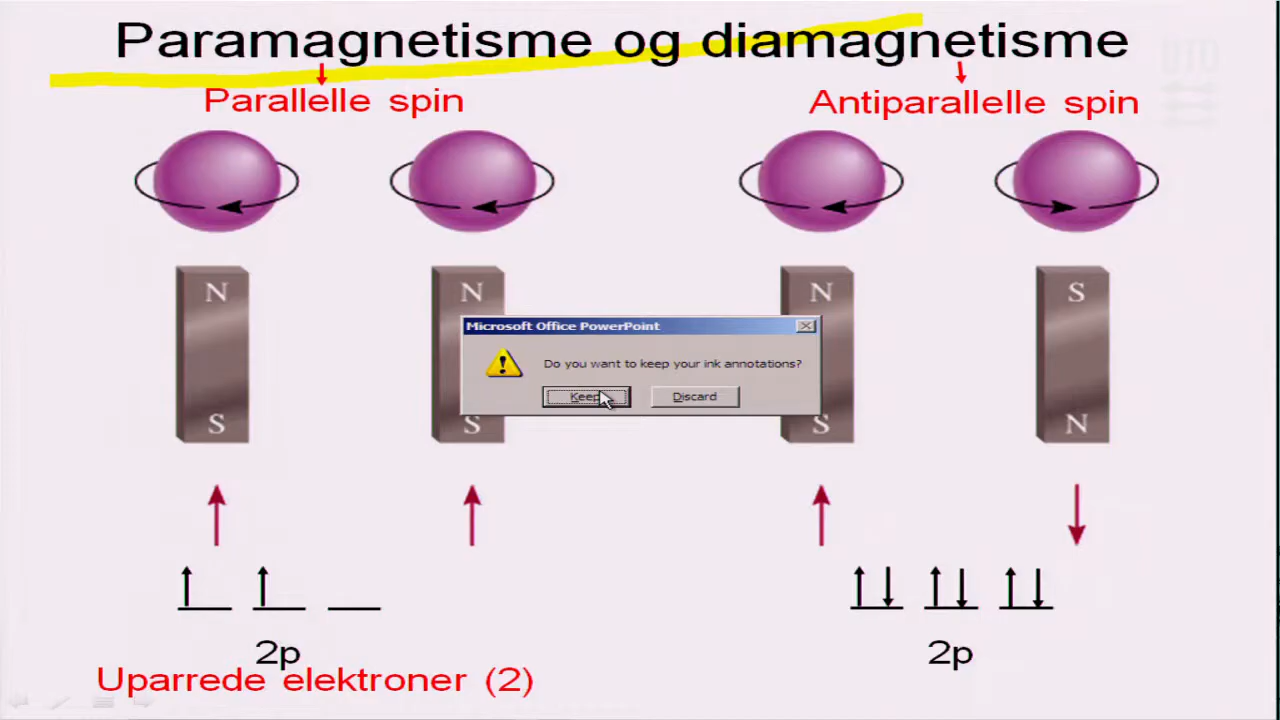 Paramagnetisme og diamagnetisme
Parallelle spin
Antiparallelle spin
N
N
N
S
Microsoft Office PowerPoint
Do you want to keep your ink annotations?
Keep
Discard
S
S
S
N
2p
2p
Uparrede elektroner (2)